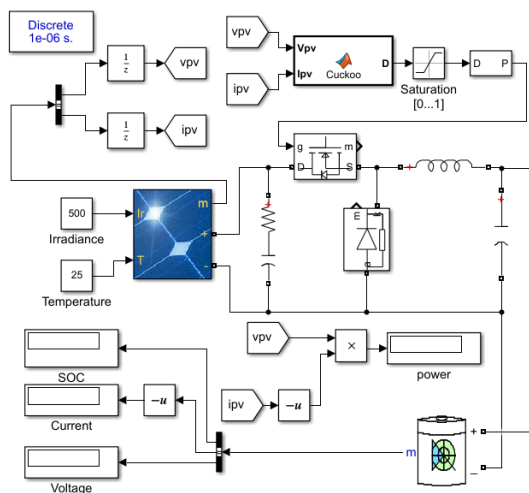 Discrete
1e-06 s.
1
z
vpv
1
z
ipv
vpv
ipv
Vpv
Ipv
D
Cuckoo
Saturation
[0...1]
D P
g m
D S
m
a
k
500
Irradiance
25
Temperature
Ir
T
m
+
-
SOC
Current
Voltage
-u
vpv
ipv
-u
×
power
m
+
_